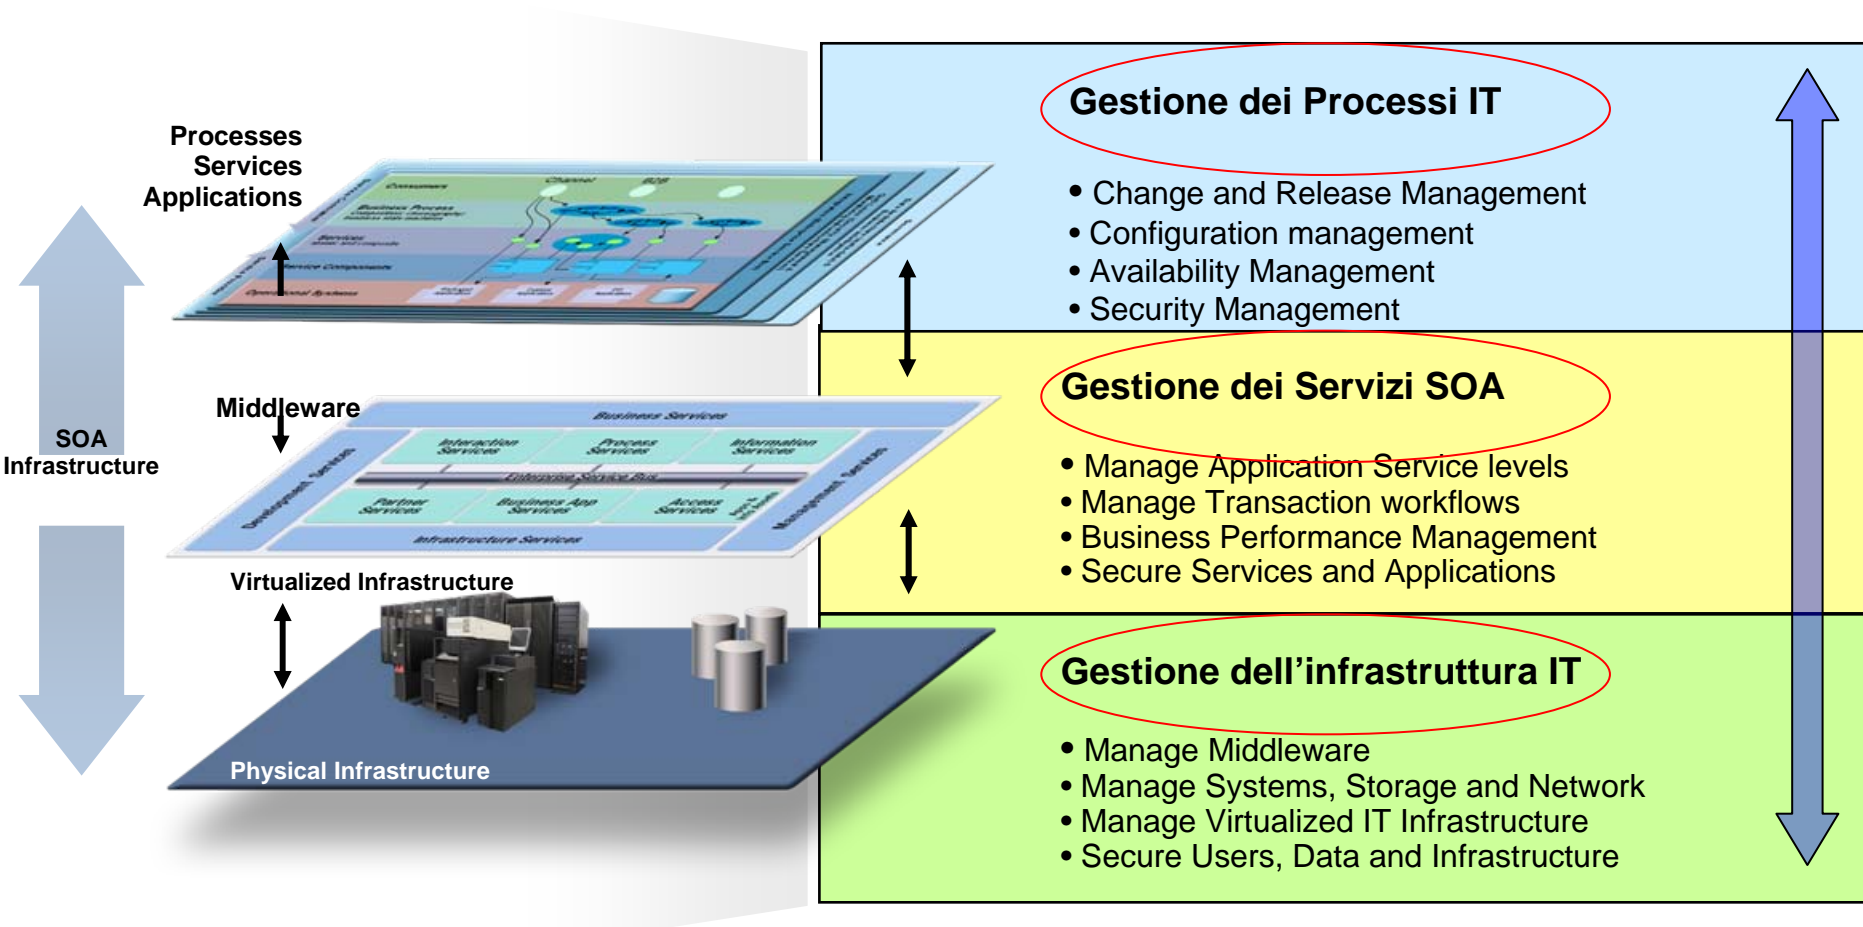 Processes
Services
Applications
Consumers
Channel
B2B
Business Process
Services
Service Components
Operational Systems
SOA
Infrastructure
Middleware
Business Services
Interaction
Services
Process
Services
Information
Services
Development Services
Enterprise Service Bus
Management Services
Partner
Services
Business App
Services
Access
Services
Infrastructure Services
Virtualized Infrastructure
Physical Infrastructure
Gestione dei Processi IT
• Change and Release Management
• Configuration management
• Availability Management
• Security Management
Gestione dei Servizi SOA
• Manage Application Service levels
• Manage Transaction workflows
• Business Performance Management
• Secure Services and Applications
Gestione dell’infrastruttura IT
• Manage Middleware
• Manage Systems, Storage and Network
• Manage Virtualized IT Infrastructure
• Secure Users, Data and Infrastructure